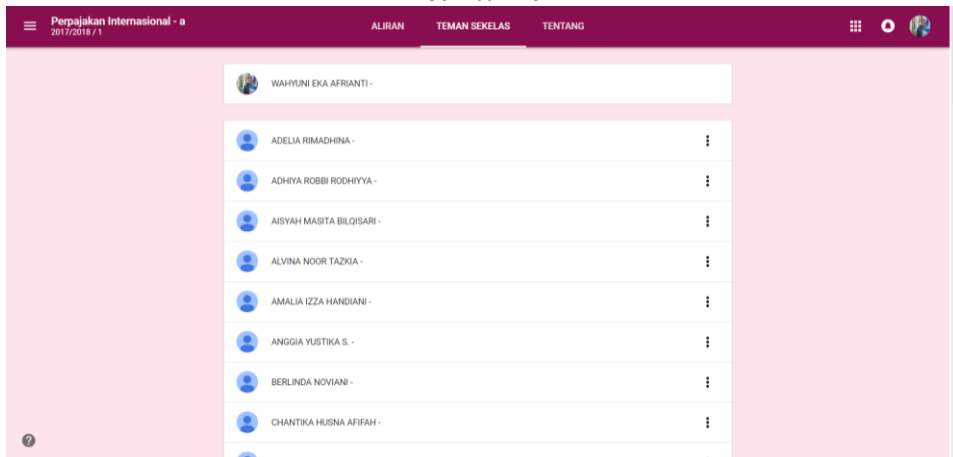 Perpajakan Internasional - a
2017/2018 / 1
ALIRAN TEMAN SEKELAS TENTANG
WAHYUNI EKA AFRIANTI -
ADELIA RIMADHINA -
ADHIYA ROBBI RODHIYYA -
AISYAH MASITA BILQISARI -
ALVINA NOOR TAZKIA -
AMALIA IZZA HANDIANI -
ANGGIA YUSTIKA S. -
BERLINDA NOVIANI -
CHANTIKA HUSNA AFIFAH -
?